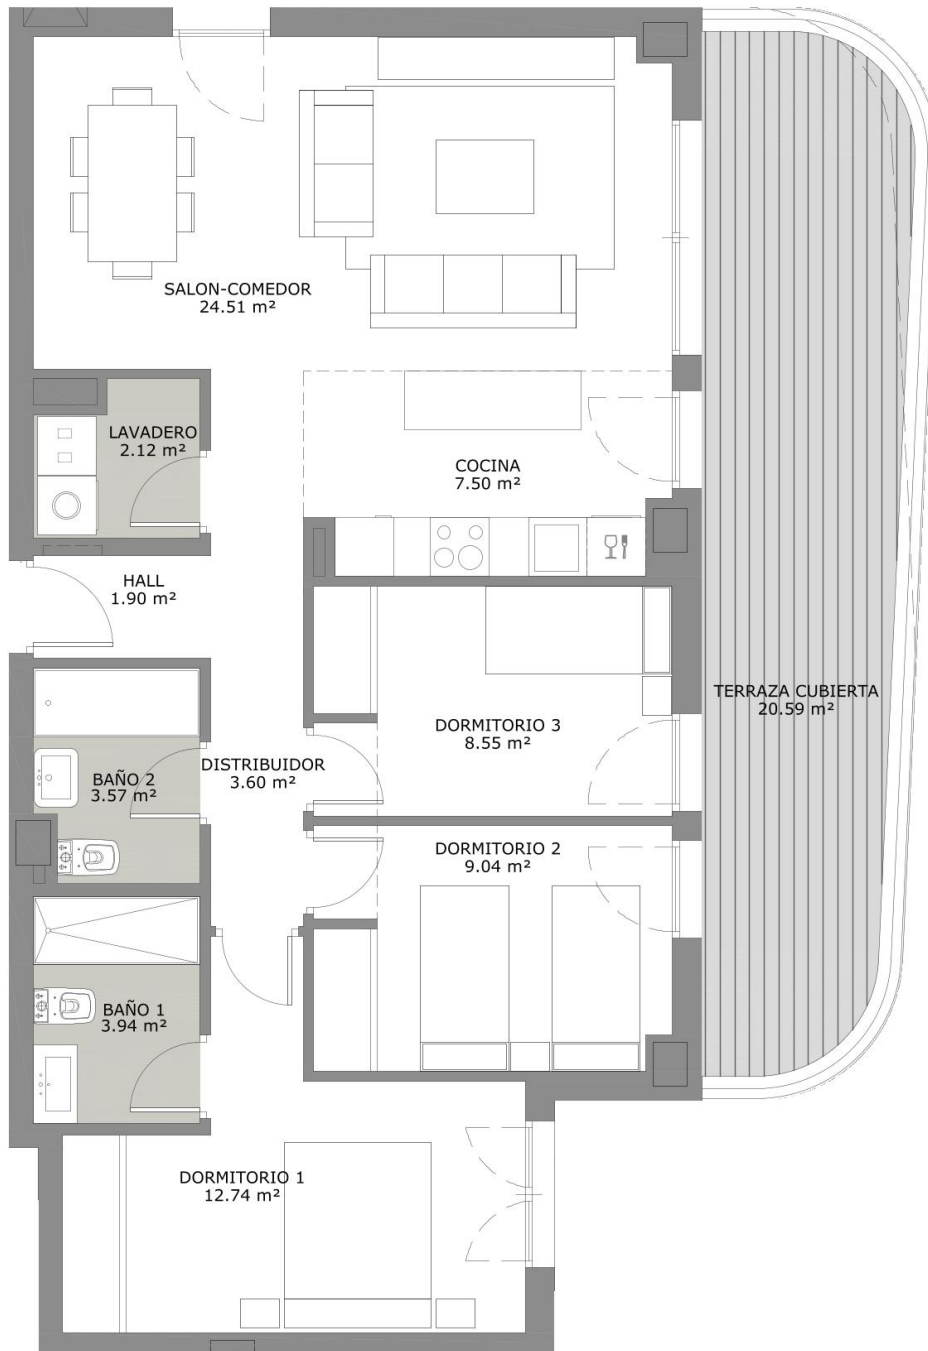 SALON-COMEDOR
24.51 m²
LAVADERO
2.12 m²
COCINA
7.50 m²
HALL
1.90 m²
TERRAZA CUBIERTA
20.59 m²
DORMITORIO 3
8.55 m²
DISTRIBUIDOR
3.60 m²
BAÑO 2
3.57 m²
DORMITORIO 2
9.04 m²
BAÑO 1
3.94 m²
DORMITORIO 1
12.74 m²